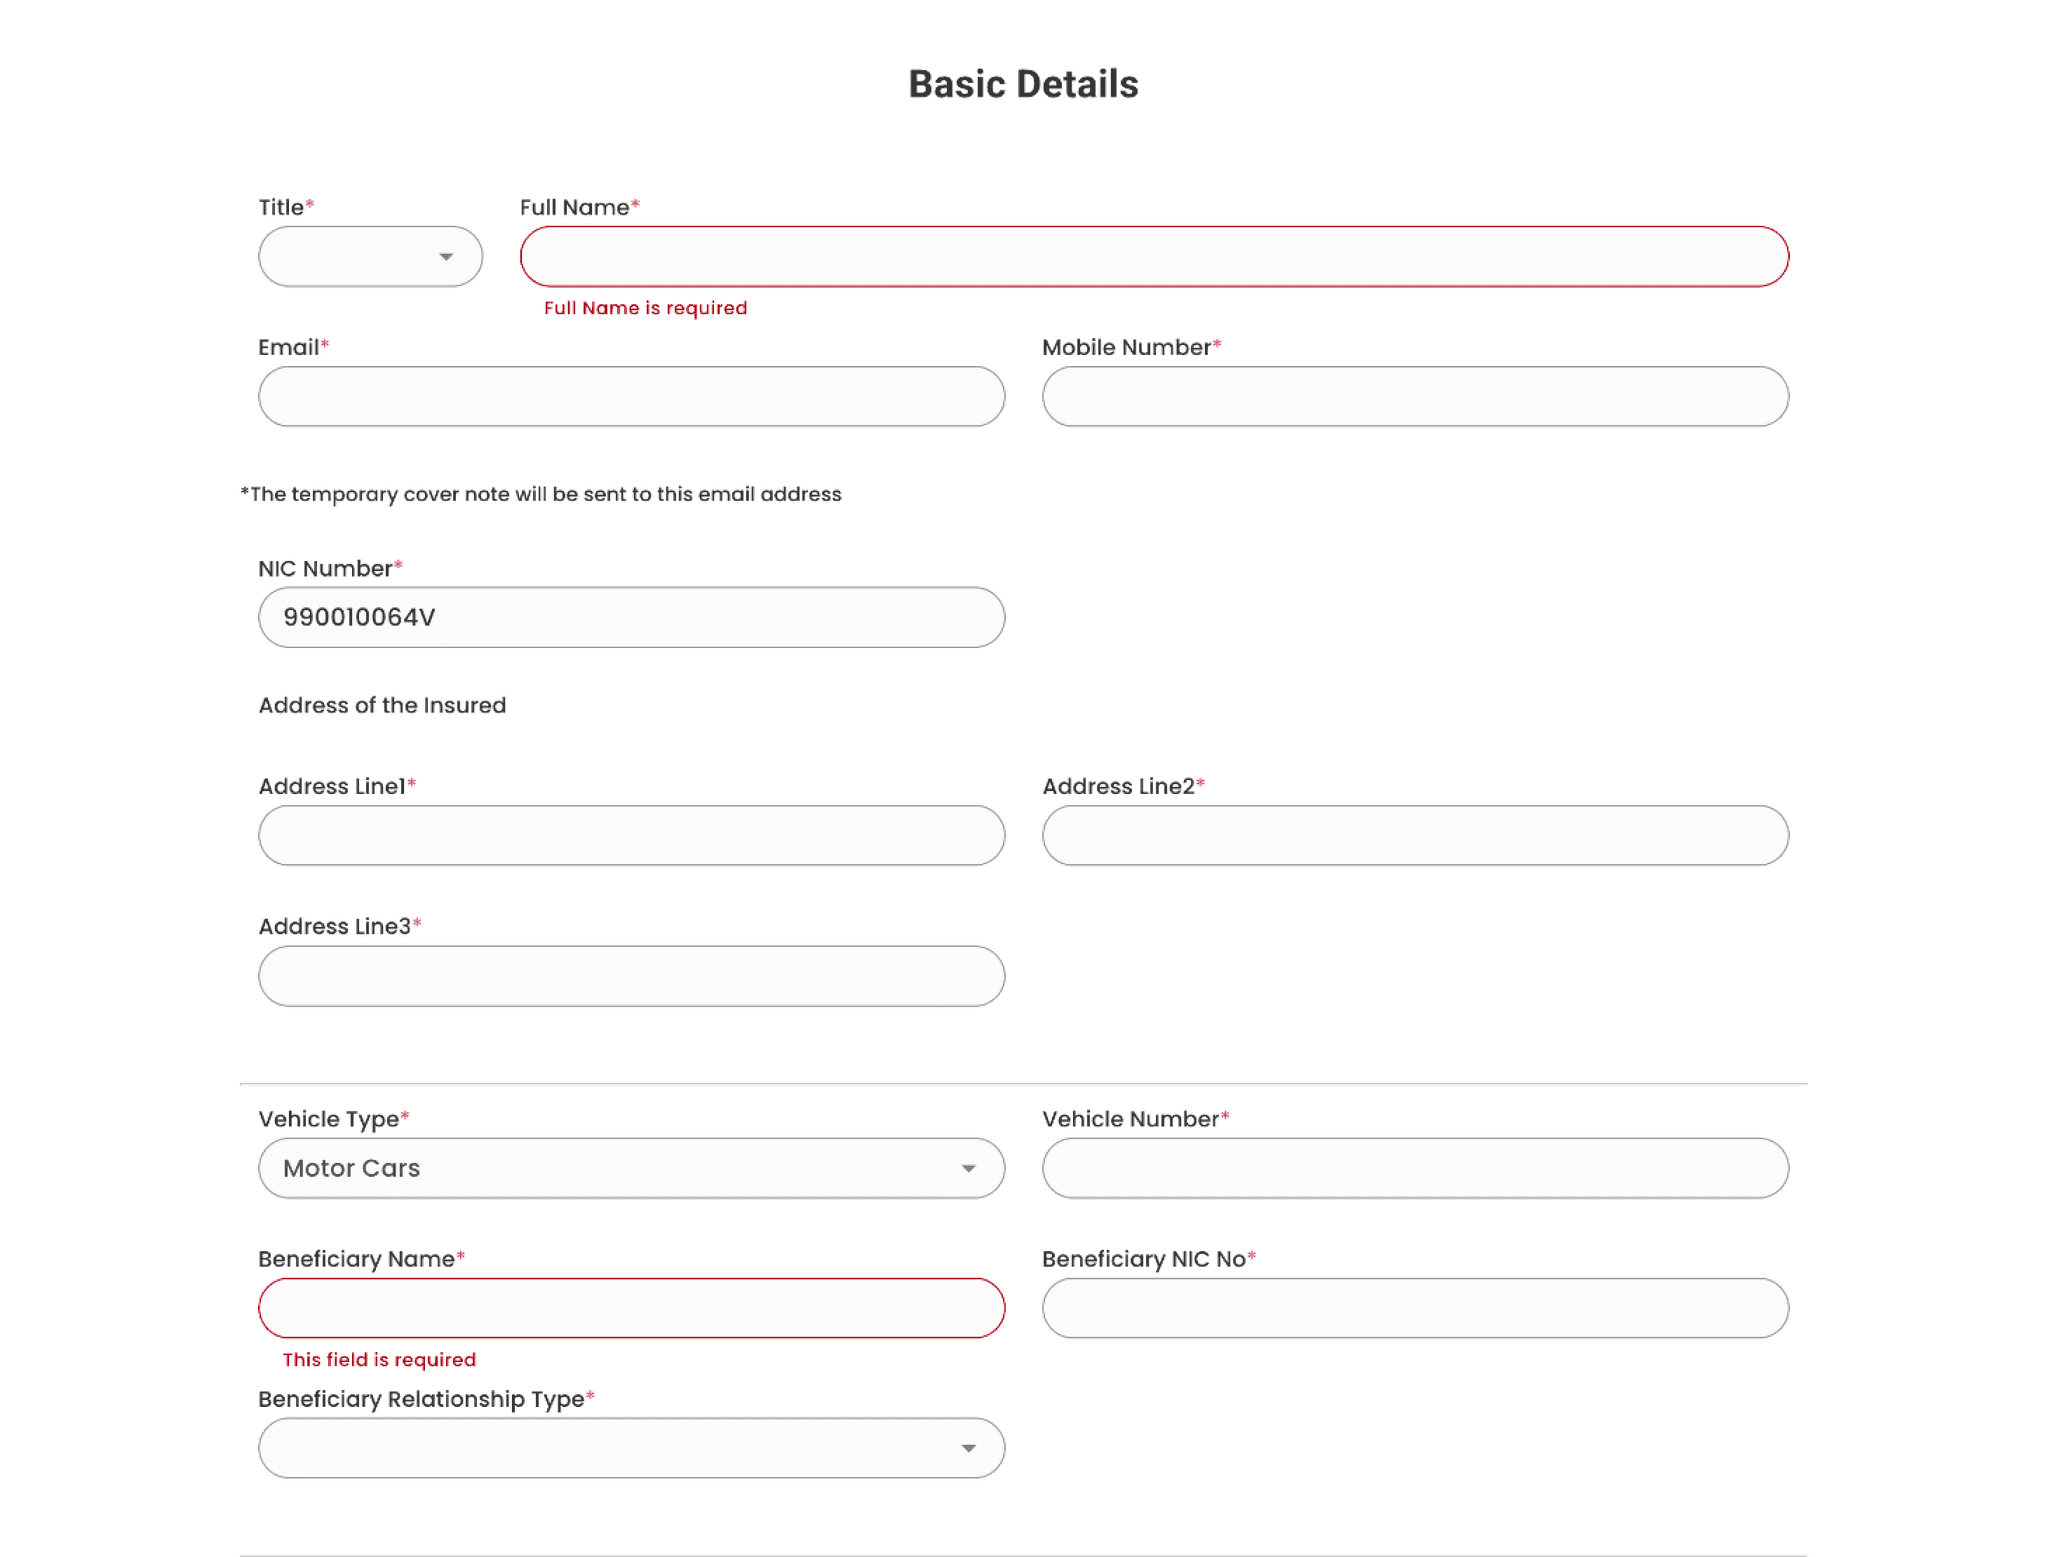 Basic Details
Title*
Full Name*
Full Name is required
Email*
Mobile Number*
*The temporary cover note will be sent to this email address
NIC Number*
990010064V
Address of the Insured
Address Line1*
Address Line2*
Address Line3*
Vehicle Type*
Vehicle Number*
Motor Cars
Beneficiary Name*
Beneficiary NIC No*
This field is required
Beneficiary Relationship Type*